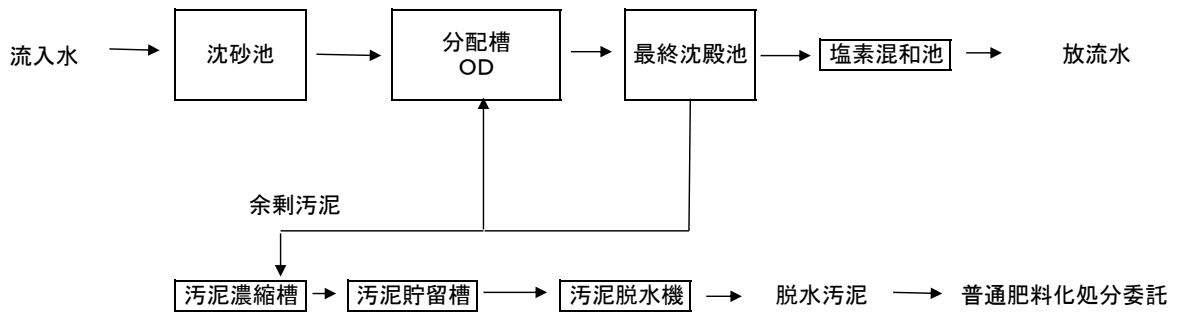 流入水
沈砂池
分配槽
OD
最終沈殿池
塩素混和池
放流水
余剰汚泥
汚泥濃縮槽
汚泥貯留槽
汚泥脱水機
脱水汚泥
普通肥料化処分委託